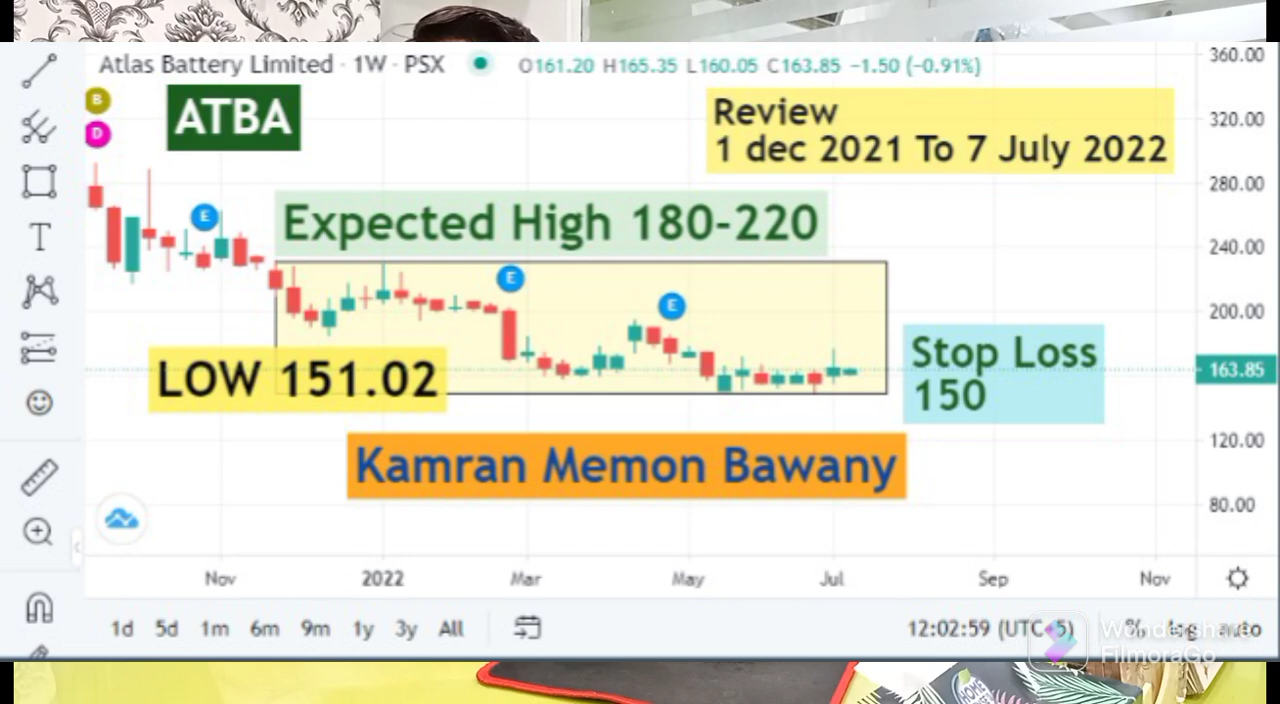 Atlas Battery Limited · 1W · PSX O161.20 H165.35 L160.05 C163.85 −1.50 (−0.91%)
360.00
B
ATBA
Review
320.00
D
1 dec 2021 To 7 July 2022
280.00
E
Expected High 180-220
240.00
E
E
200.00
Stop Loss
LOW 151.02
163.85
150
120.00
Kamran Memon Bawany
80.00
Nov 2022 Mar May Jul Sep Nov
1d 5d 1m 6m 9m 1y 3y All
12:02:59 (UTC+5) % log auto
Wondershare
FilmoraGo
HOME